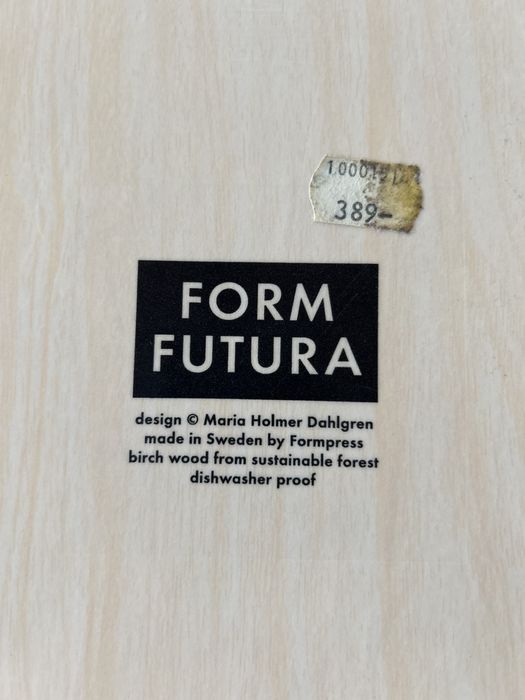 389-
FORM
FUTURA
design © Maria Holmer Dahlgren
made in Sweden by Formpress
birch wood from sustainable forest
dishwasher proof